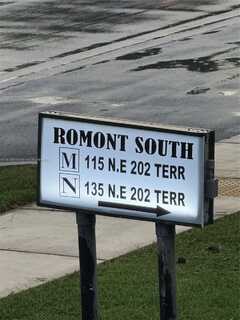 ROMONT SOUTH
M 115 N.E 202 TERR
N 135 N.E 202 TERR